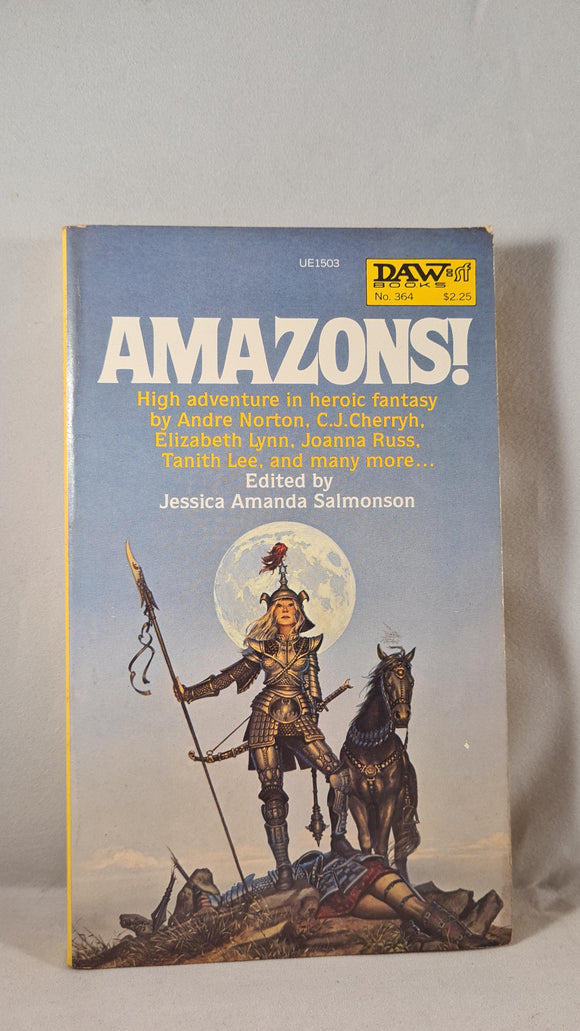 UE1503
DAW sf
BOOKS
No. 364 $2.25
AMAZONS!
High adventure in heroic fantasy
by Andre Norton, C.J.Cherryh,
Elizabeth Lynn, Joanna Russ,
Tanith Lee, and many more...
Edited by
Jessica Amanda Salmonson